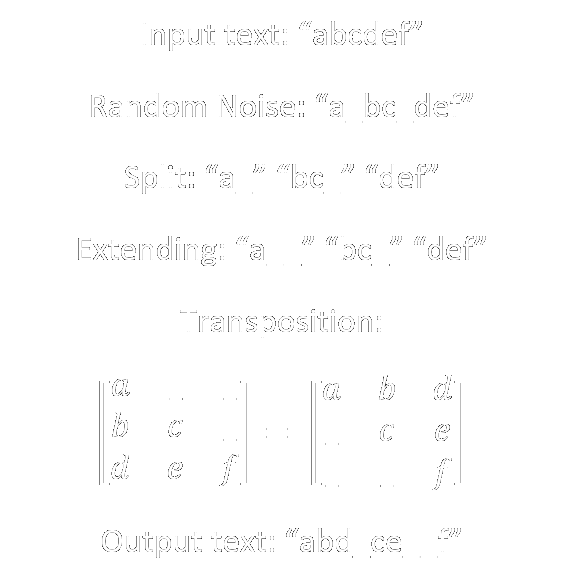 Input text: “abcdef”
Random Noise: “a_bc_def”
Split: “a_” “bc_” “def”
Extending: “a_ _” “bc_” “def”
Transposition:
[a _ _] = [a b d]
[b c _] [_ c e]
[d e f] [_ _ f]
Output text: “abd_ce_ _f”